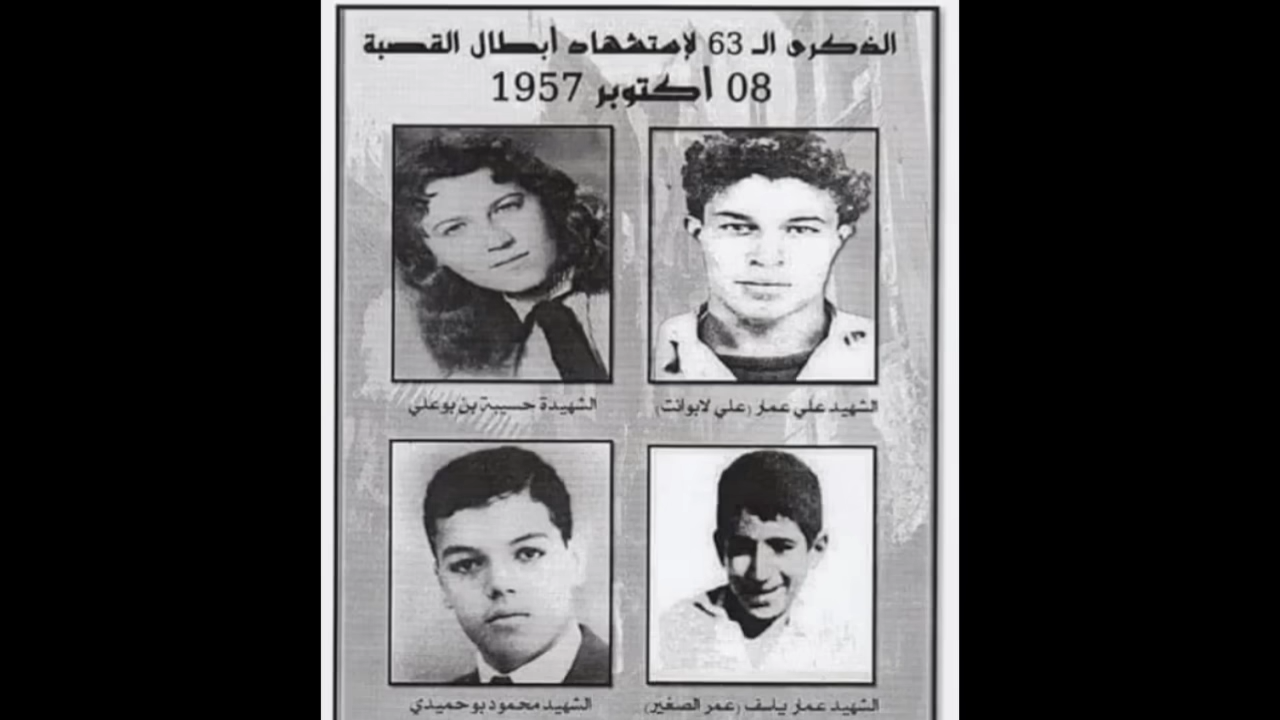 الذكرى الـ 63 لإستشهاد أبطال القصبة
08 أكتوبر 1957
الشهيد علي عمار (علي لابوانت)
الشهيدة حسيبة بن بوعلي
الشهيد عمار ياسف (عمر الصغير)
الشهيد محمود بوحميدي